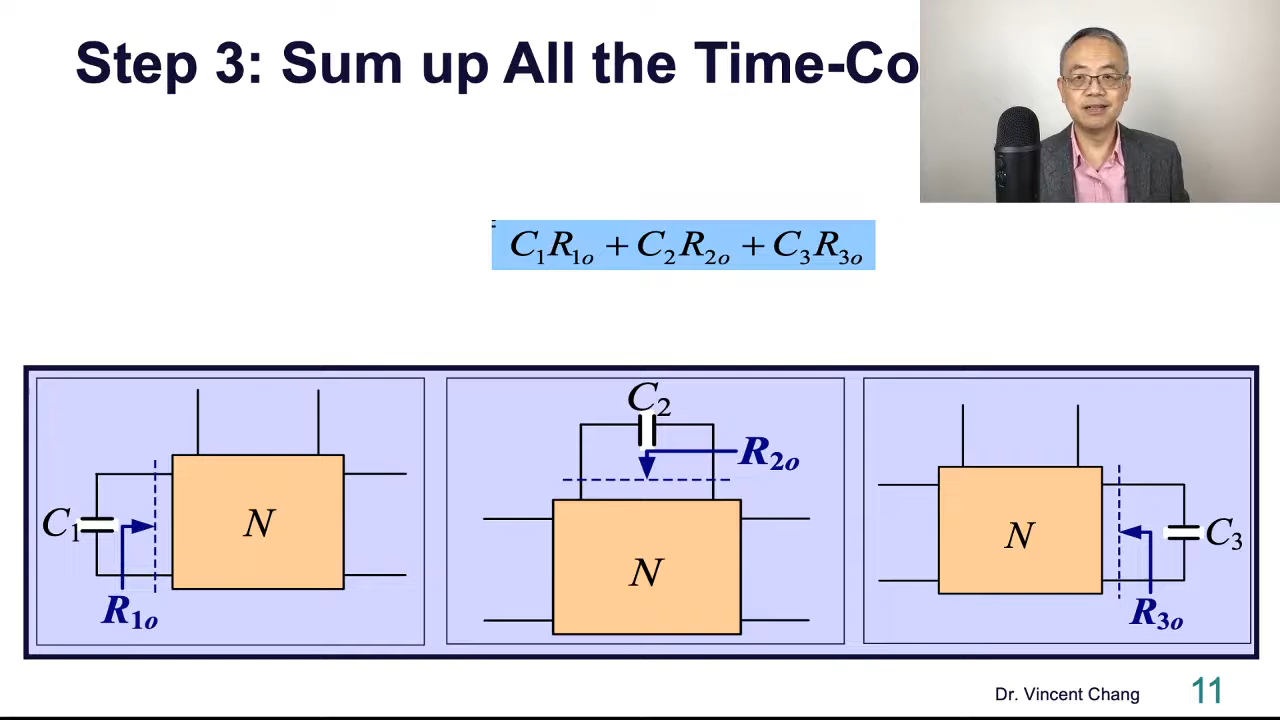 Step 3: Sum up All the Time-Co
=
C₁R₁ₒ + C₂R₂ₒ + C₃R₃ₒ
C₁
N
R₁ₒ
C₂
R₂ₒ
N
N
C₃
R₃ₒ
Dr. Vincent Chang
11